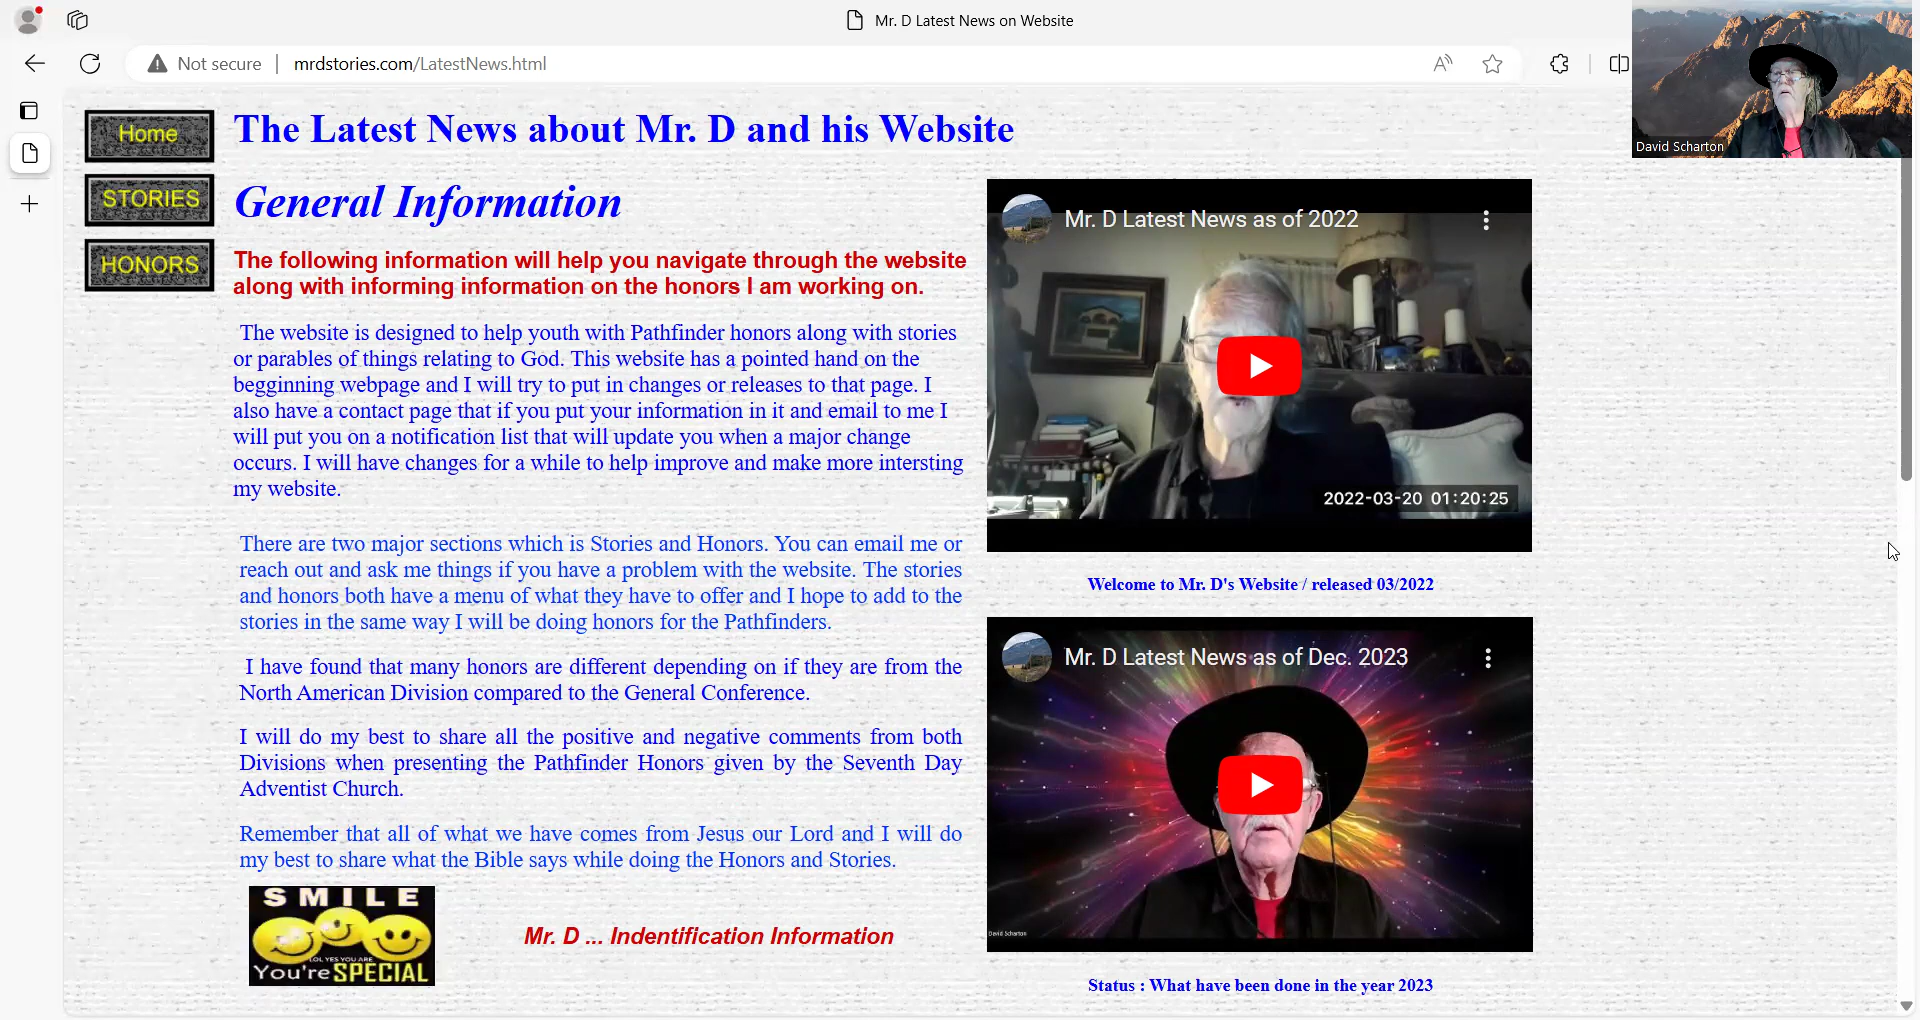 Mr. D Latest News on Website
Not secure
mrdstories.com/LatestNews.html
David Scharton
Home
STORIES
HONORS
The Latest News about Mr. D and his Website
General Information
The following information will help you navigate through the website
along with informing information on the honors I am working on.
The website is designed to help youth with Pathfinder honors along with stories
or parables of things relating to God. This website has a pointed hand on the
begginning webpage and I will try to put in changes or releases to that page. I
also have a contact page that if you put your information in it and email to me I
will put you on a notification list that will update you when a major change
occurs. I will have changes for a while to help improve and make more intersting
my website.
There are two major sections which is Stories and Honors. You can email me or
reach out and ask me things if you have a problem with the website. The stories
and honors both have a menu of what they have to offer and I hope to add to the
stories in the same way I will be doing honors for the Pathfinders.
I have found that many honors are different depending on if they are from the
North American Division compared to the General Conference.
I will do my best to share all the positive and negative comments from both
Divisions when presenting the Pathfinder Honors given by the Seventh Day
Adventist Church.
Remember that all of what we have comes from Jesus our Lord and I will do
my best to share what the Bible says while doing the Honors and Stories.
SMILE
LOL YES YOU ARE
You're SPECIAL
Mr. D ... Indentification Information
Mr. D Latest News as of 2022
2022-03-20 01:20:25
Welcome to Mr. D's Website / released 03/2022
Mr. D Latest News as of Dec. 2023
David Scharton
Status : What have been done in the year 2023